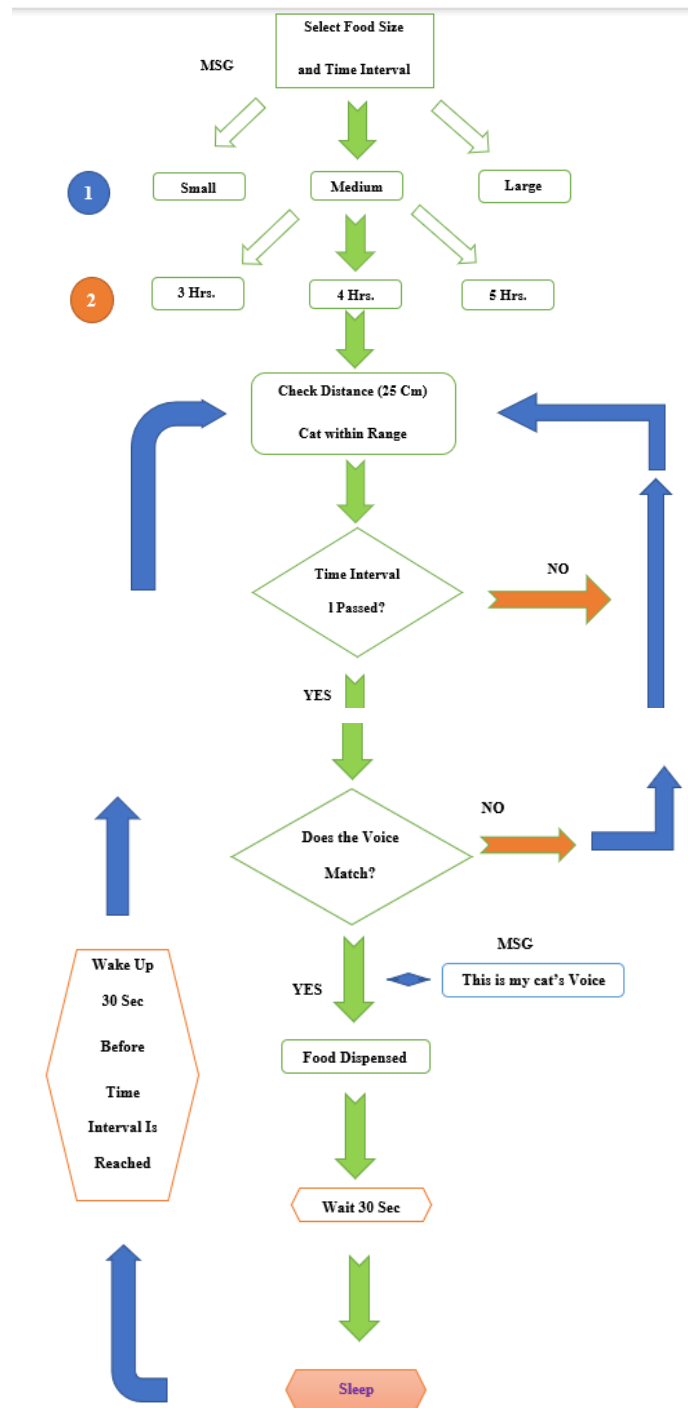 Select Food Size
and Time Interval
MSG
1
Small
Medium
Large
2
3 Hrs.
4 Hrs.
5 Hrs.
Check Distance (25 Cm)
Cat within Range
Time Interval
l Passed?
NO
YES
Does the Voice
Match?
NO
MSG
This is my cat's Voice
YES
Wake Up
30 Sec
Before
Time
Interval Is
Reached
Food Dispensed
Wait 30 Sec
Sleep